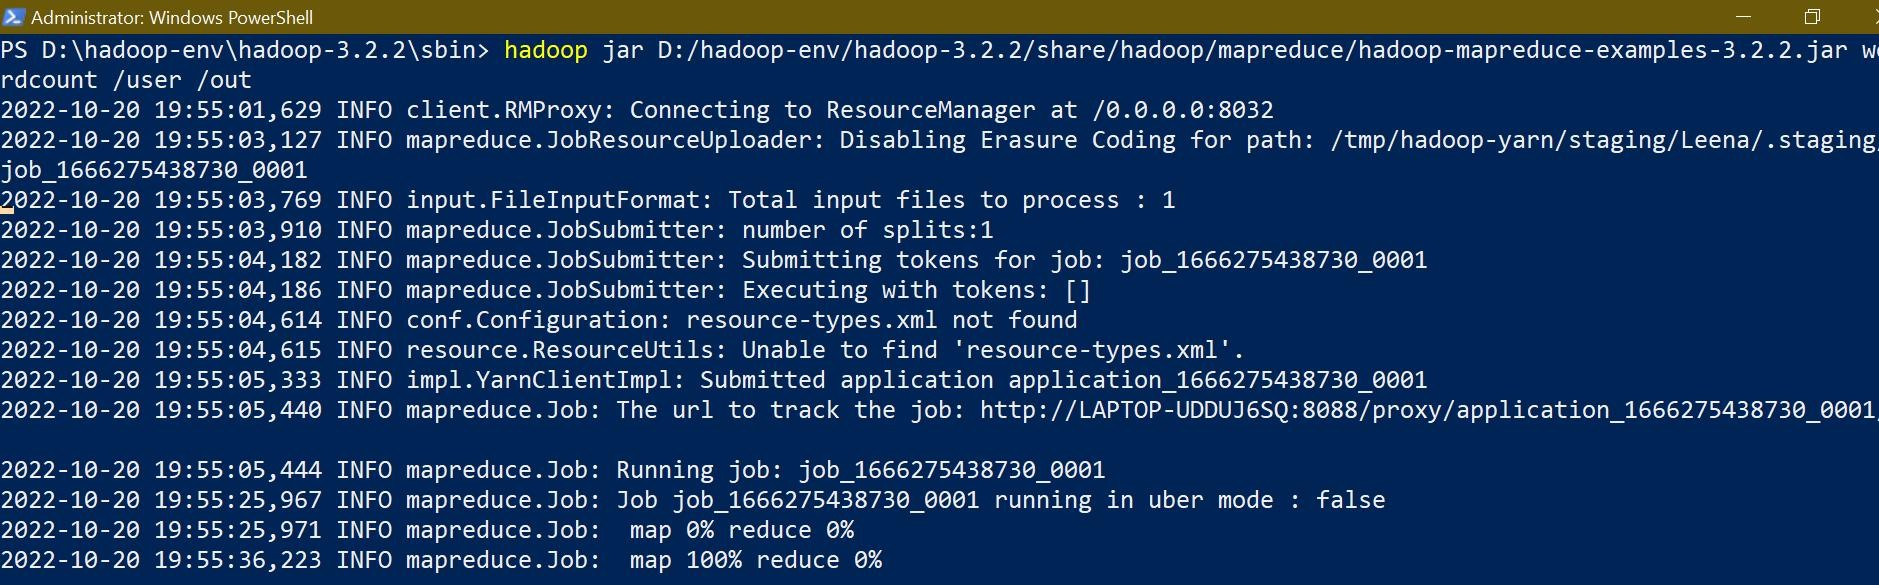 Administrator: Windows PowerShell
PS D:\hadoop-env\hadoop-3.2.2\sbin> hadoop jar D:/hadoop-env/hadoop-3.2.2/share/hadoop/mapreduce/hadoop-mapreduce-examples-3.2.2.jar wo
rdcount /user /out
2022-10-20 19:55:01,629 INFO client.RMProxy: Connecting to ResourceManager at /0.0.0.0:8032
2022-10-20 19:55:03,127 INFO mapreduce.JobResourceUploader: Disabling Erasure Coding for path: /tmp/hadoop-yarn/staging/Leena/.staging/
job_1666275438730_0001
2022-10-20 19:55:03,769 INFO input.FileInputFormat: Total input files to process : 1
2022-10-20 19:55:03,910 INFO mapreduce.JobSubmitter: number of splits:1
2022-10-20 19:55:04,182 INFO mapreduce.JobSubmitter: Submitting tokens for job: job_1666275438730_0001
2022-10-20 19:55:04,186 INFO mapreduce.JobSubmitter: Executing with tokens: []
2022-10-20 19:55:04,614 INFO conf.Configuration: resource-types.xml not found
2022-10-20 19:55:04,615 INFO resource.ResourceUtils: Unable to find 'resource-types.xml'.
2022-10-20 19:55:05,333 INFO impl.YarnClientImpl: Submitted application application_1666275438730_0001
2022-10-20 19:55:05,440 INFO mapreduce.Job: The url to track the job: http://LAPTOP-UDDUJ6SQ:8088/proxy/application_1666275438730_0001/
2022-10-20 19:55:05,444 INFO mapreduce.Job: Running job: job_1666275438730_0001
2022-10-20 19:55:25,967 INFO mapreduce.Job: Job job_1666275438730_0001 running in uber mode : false
2022-10-20 19:55:25,971 INFO mapreduce.Job:  map 0% reduce 0%
2022-10-20 19:55:36,223 INFO mapreduce.Job:  map 100% reduce 0%